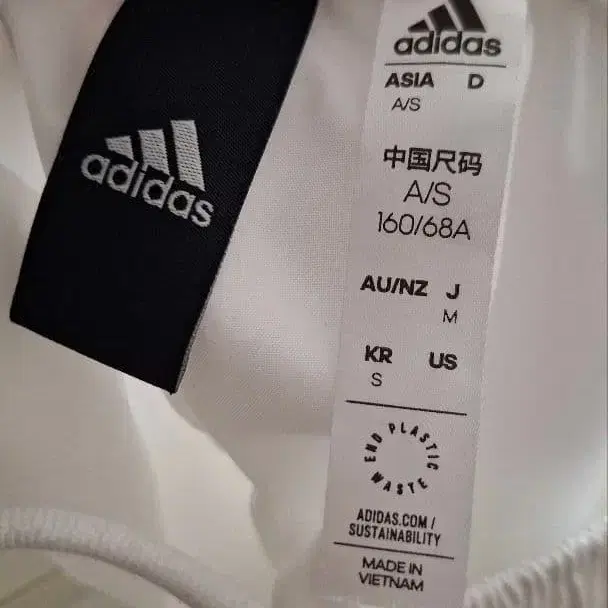 adidas
adidas
ASIA D
A/S
中国尺码
A/S
160/68A
AU/NZ J
M
KR US
S
END PLASTIC WASTE
ADIDAS.COM/
SUSTAINABILITY
MADE IN
VIETNAM